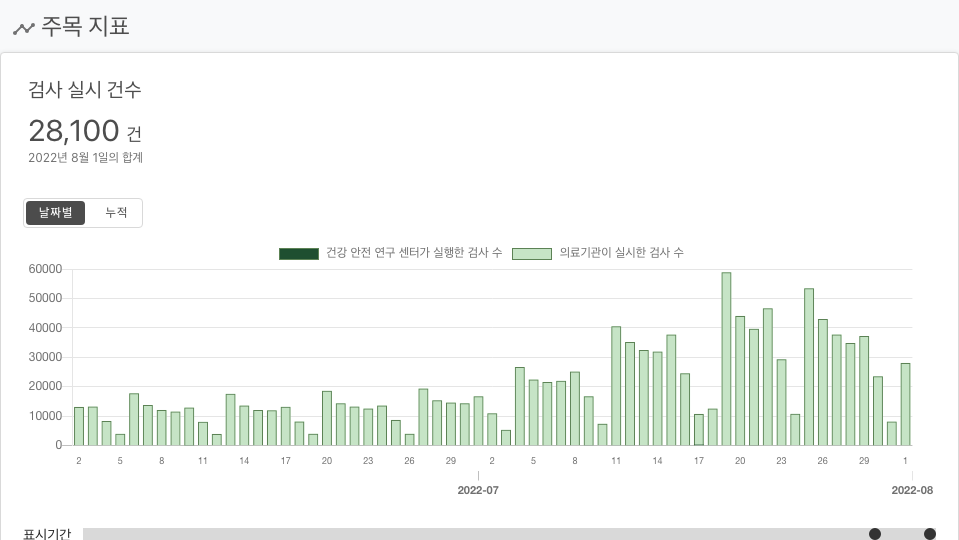 주목 지표
검사 실시 건수
28,100 건
2022년 8월 1일의 합계
날짜별 누적
건강 안전 연구 센터가 실행한 검사 수 의료기관이 실시한 검사 수
60000
50000
40000
30000
20000
10000
0
2 5 8 11 14 17 20 23 26 29 2 5 8 11 14 17 20 23 26 29 1
2022-07 2022-08
표시기간